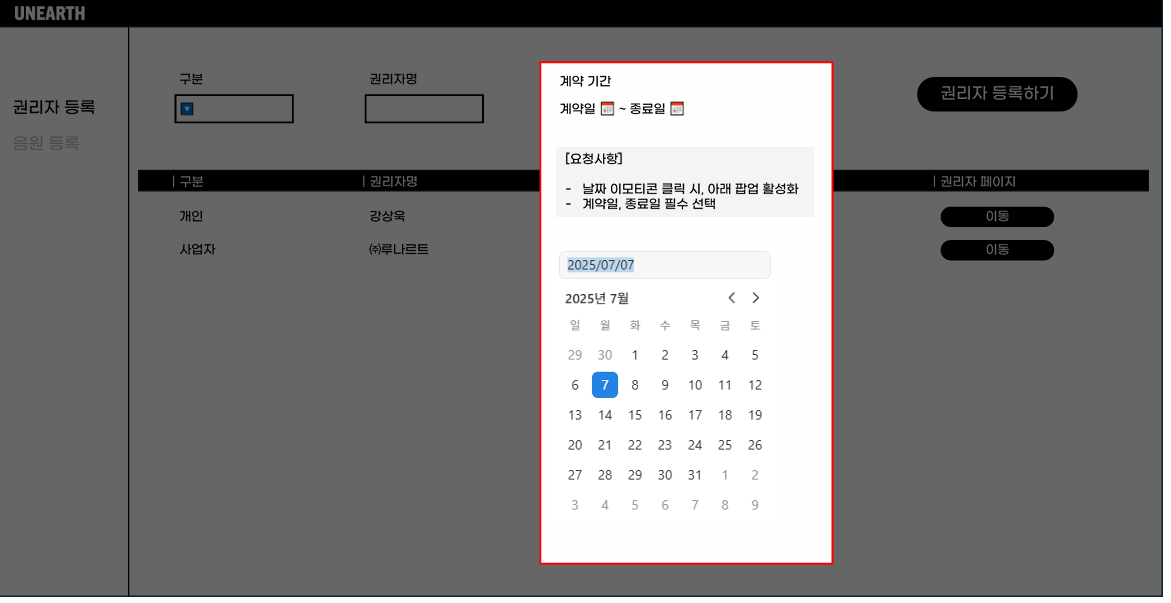 UNEARTH
권리자 등록
음원 등록
구분
권리자명
권리자 등록하기
| 구분
| 권리자명
| 권리자 페이지
개인
강상욱
이동
사업자
㈜루나르트
이동
계약 기간
계약일 ~ 종료일
[요청사항]
- 날짜 이모티콘 클릭 시, 아래 팝업 활성화
- 계약일, 종료일 필수 선택
2025/07/07
2025년 7월
일 월 화 수 목 금 토
29 30 1 2 3 4 5
6 7 8 9 10 11 12
13 14 15 16 17 18 19
20 21 22 23 24 25 26
27 28 29 30 31 1 2
3 4 5 6 7 8 9